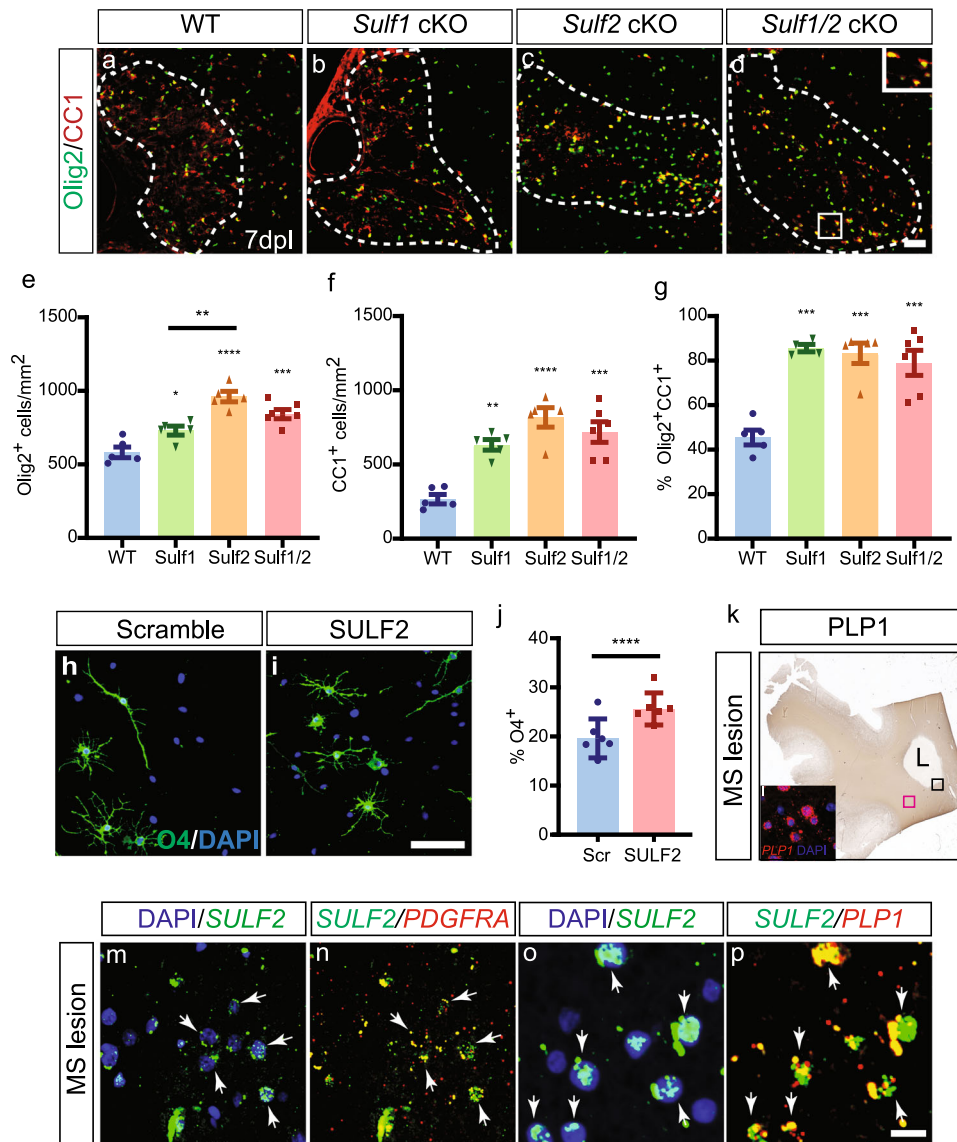 WT
Sulf1 cKO
Sulf2 cKO
Sulf1/2 cKO
Olig2/CC1
a
b
c
d
7dpl
e
f
g
**
1500
1000
500
0
Olig2+ cells/mm2
*
****
***
WT
Sulf1
Sulf2
Sulf1/2
1500
1000
500
0
CC1+ cells/mm2
**
****
***
WT
Sulf1
Sulf2
Sulf1/2
100
80
60
40
20
0
% Olig2+CC1+
***
***
***
WT
Sulf1
Sulf2
Sulf1/2
Scramble
SULF2
h
i
O4/DAPI
j
40
30
20
10
0
% O4+
****
Scr
SULF2
k
PLP1
MS lesion
L
l
PLP1 DAPI
DAPI/SULF2
SULF2/PDGFRA
DAPI/SULF2
SULF2/PLP1
MS lesion
m
n
o
p